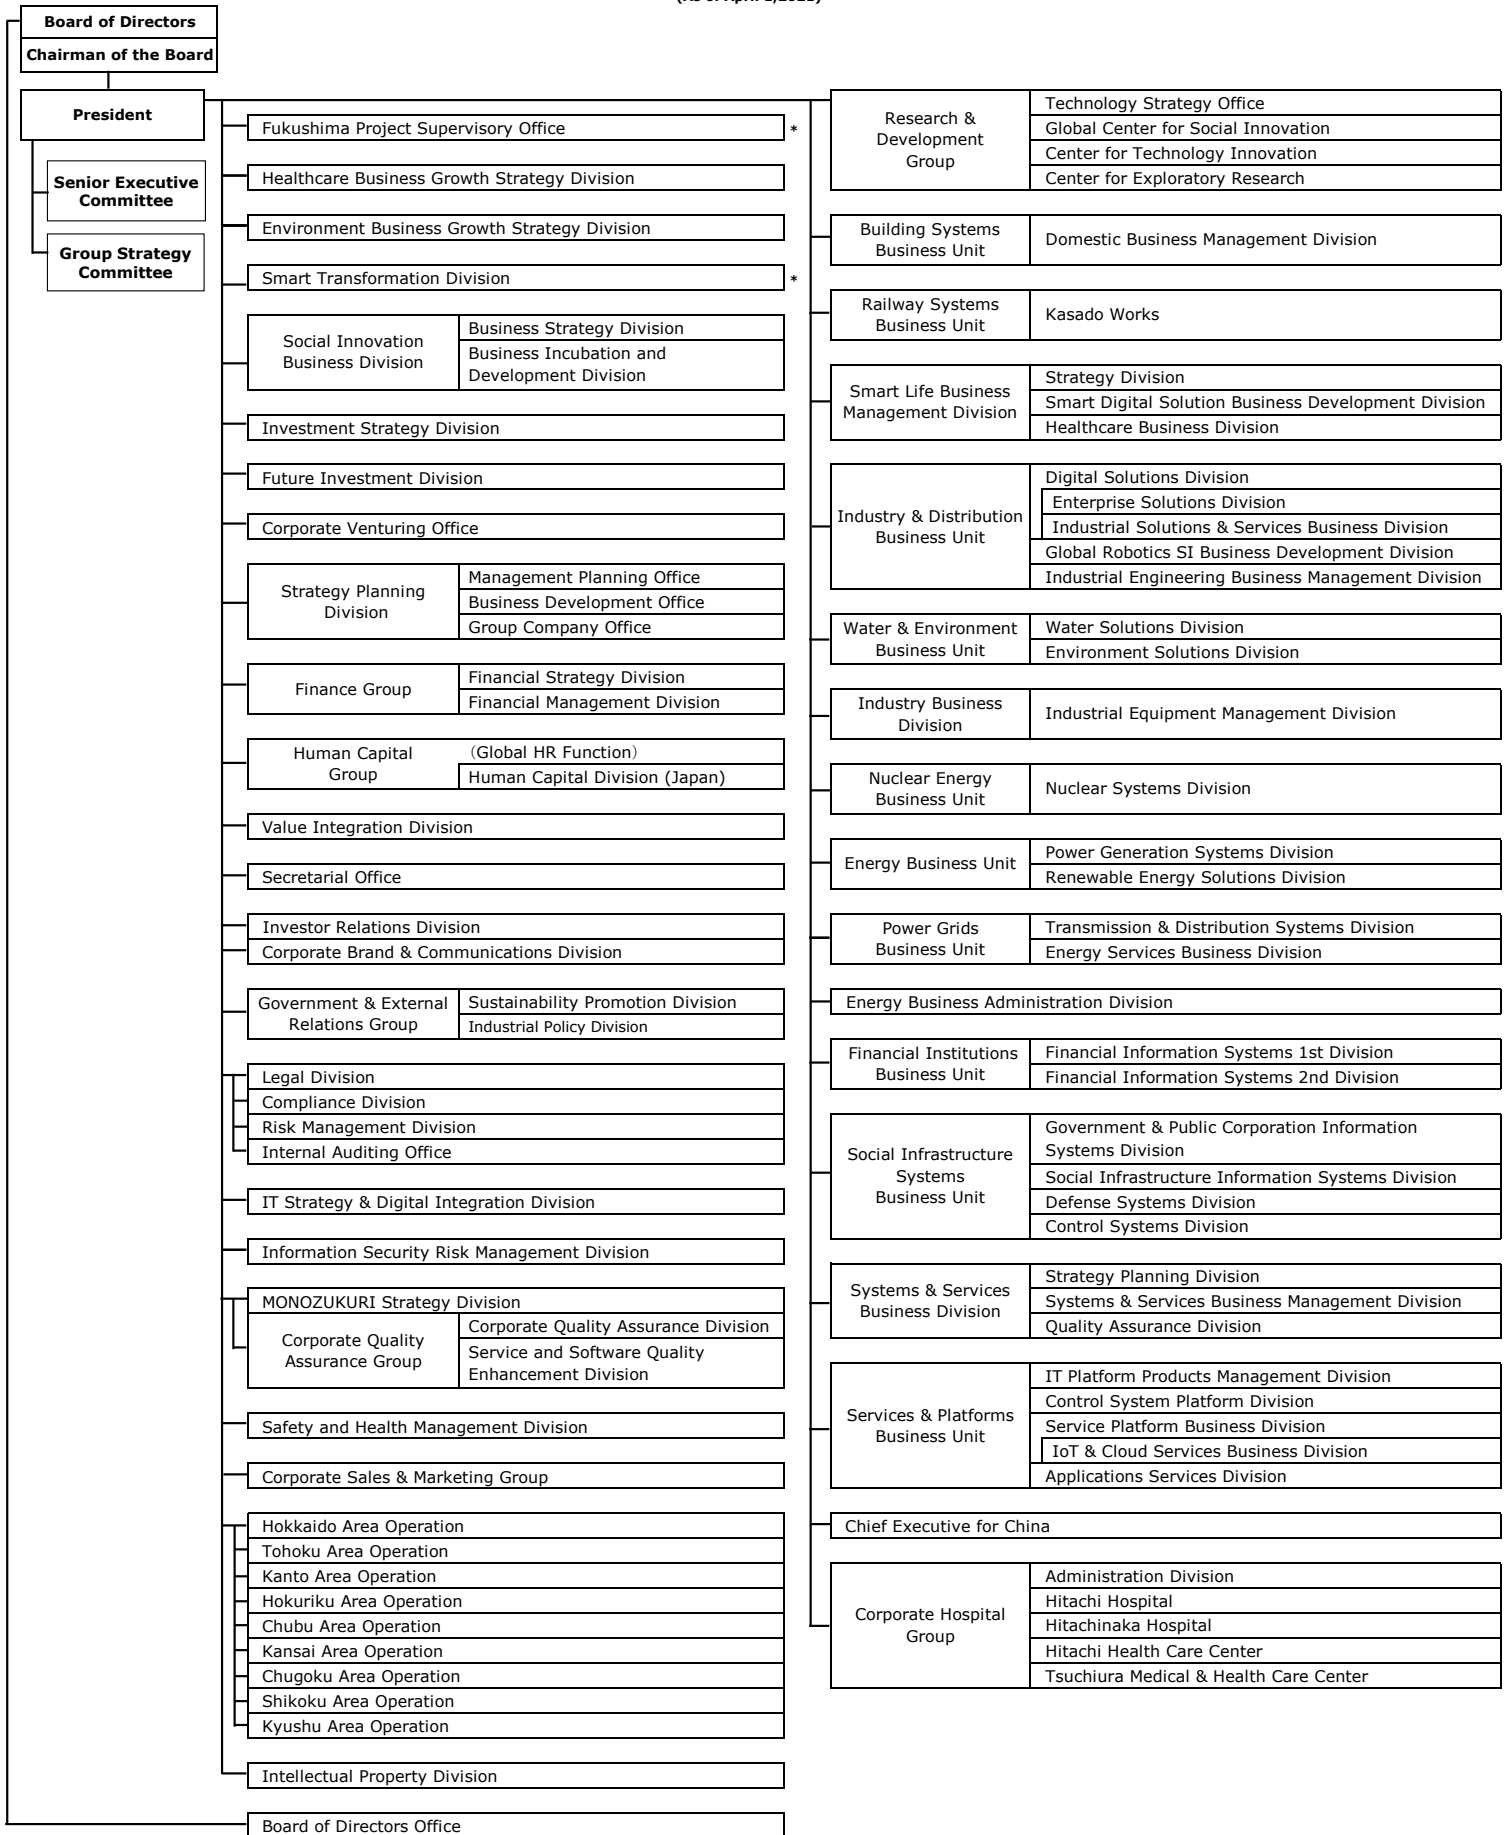 (As of April 1,2021)
Board of Directors
Chairman of the Board
President
Senior Executive
Committee
Group Strategy
Committee
Fukushima Project Supervisory Office
*
Healthcare Business Growth Strategy Division
Environment Business Growth Strategy Division
Smart Transformation Division
*
Social Innovation
Business Division
Business Strategy Division
Business Incubation and
Development Division
Investment Strategy Division
Future Investment Division
Corporate Venturing Office
Strategy Planning
Division
Management Planning Office
Business Development Office
Group Company Office
Finance Group
Financial Strategy Division
Financial Management Division
Human Capital
Group
（Global HR Function）
Human Capital Division (Japan)
Value Integration Division
Secretarial Office
Investor Relations Division
Corporate Brand & Communications Division
Government & External
Relations Group
Sustainability Promotion Division
Industrial Policy Division
Legal Division
Compliance Division
Risk Management Division
Internal Auditing Office
IT Strategy & Digital Integration Division
Information Security Risk Management Division
MONOZUKURI Strategy Division
Corporate Quality
Assurance Group
Corporate Quality Assurance Division
Service and Software Quality
Enhancement Division
Safety and Health Management Division
Corporate Sales & Marketing Group
Hokkaido Area Operation
Tohoku Area Operation
Kanto Area Operation
Hokuriku Area Operation
Chubu Area Operation
Kansai Area Operation
Chugoku Area Operation
Shikoku Area Operation
Kyushu Area Operation
Intellectual Property Division
Board of Directors Office
Research &
Development
Group
Technology Strategy Office
Global Center for Social Innovation
Center for Technology Innovation
Center for Exploratory Research
Building Systems
Business Unit
Domestic Business Management Division
Railway Systems
Business Unit
Kasado Works
Smart Life Business
Management Division
Strategy Division
Smart Digital Solution Business Development Division
Healthcare Business Division
Industry & Distribution
Business Unit
Digital Solutions Division
Enterprise Solutions Division
Industrial Solutions & Services Business Division
Global Robotics SI Business Development Division
Industrial Engineering Business Management Division
Water & Environment
Business Unit
Water Solutions Division
Environment Solutions Division
Industry Business
Division
Industrial Equipment Management Division
Nuclear Energy
Business Unit
Nuclear Systems Division
Energy Business Unit
Power Generation Systems Division
Renewable Energy Solutions Division
Power Grids
Business Unit
Transmission & Distribution Systems Division
Energy Services Business Division
Energy Business Administration Division
Financial Institutions
Business Unit
Financial Information Systems 1st Division
Financial Information Systems 2nd Division
Social Infrastructure
Systems
Business Unit
Government & Public Corporation Information
Systems Division
Social Infrastructure Information Systems Division
Defense Systems Division
Control Systems Division
Systems & Services
Business Division
Strategy Planning Division
Systems & Services Business Management Division
Quality Assurance Division
Services & Platforms
Business Unit
IT Platform Products Management Division
Control System Platform Division
Service Platform Business Division
IoT & Cloud Services Business Division
Applications Services Division
Chief Executive for China
Corporate Hospital
Group
Administration Division
Hitachi Hospital
Hitachinaka Hospital
Hitachi Health Care Center
Tsuchiura Medical & Health Care Center